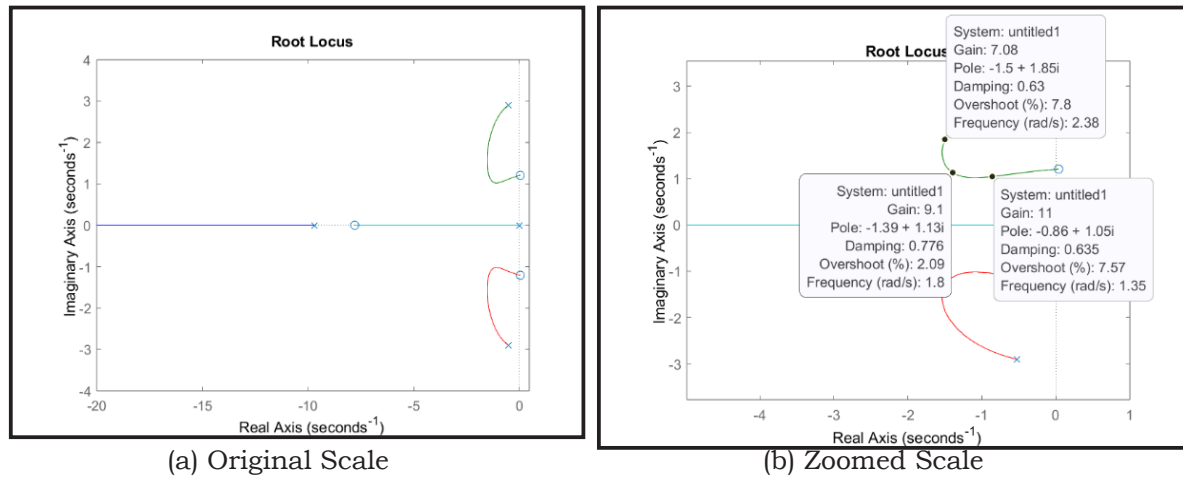 Root Locus
4
3
2
1
0
-1
-2
-3
-4
-20
-15
-10
-5
0
Imaginary Axis (seconds⁻¹)
Real Axis (seconds⁻¹)
(a) Original Scale
Root Locus
System: untitled1
Gain: 7.08
Pole: -1.5 + 1.85i
Damping: 0.63
Overshoot (%): 7.8
Frequency (rad/s): 2.38
System: untitled1
Gain: 9.1
Pole: -1.39 + 1.13i
Damping: 0.776
Overshoot (%): 2.09
Frequency (rad/s): 1.8
System: untitled1
Gain: 11
Pole: -0.86 + 1.05i
Damping: 0.635
Overshoot (%): 7.57
Frequency (rad/s): 1.35
3
2
1
0
-1
-2
-3
-4
-3
-2
-1
0
1
Imaginary Axis (seconds⁻¹)
Real Axis (seconds⁻¹)
(b) Zoomed Scale